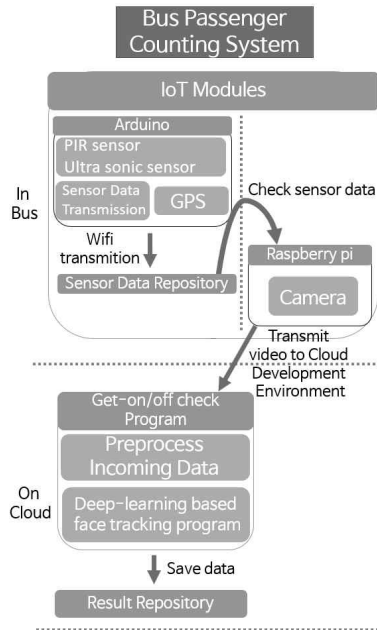 Bus Passenger
Counting System
IoT Modules
Arduino
PIR sensor
Ultra sonic sensor
Sensor Data
Transmission
GPS
In
Bus
Check sensor data
Wifi
transmition
Sensor Data Repository
Raspberry pi
Camera
Transmit
video to Cloud
Development
Environment
Get-on/off check
Program
Preprocess
Incoming Data
On
Cloud
Deep-learning based
face tracking program
Save data
Result Repository